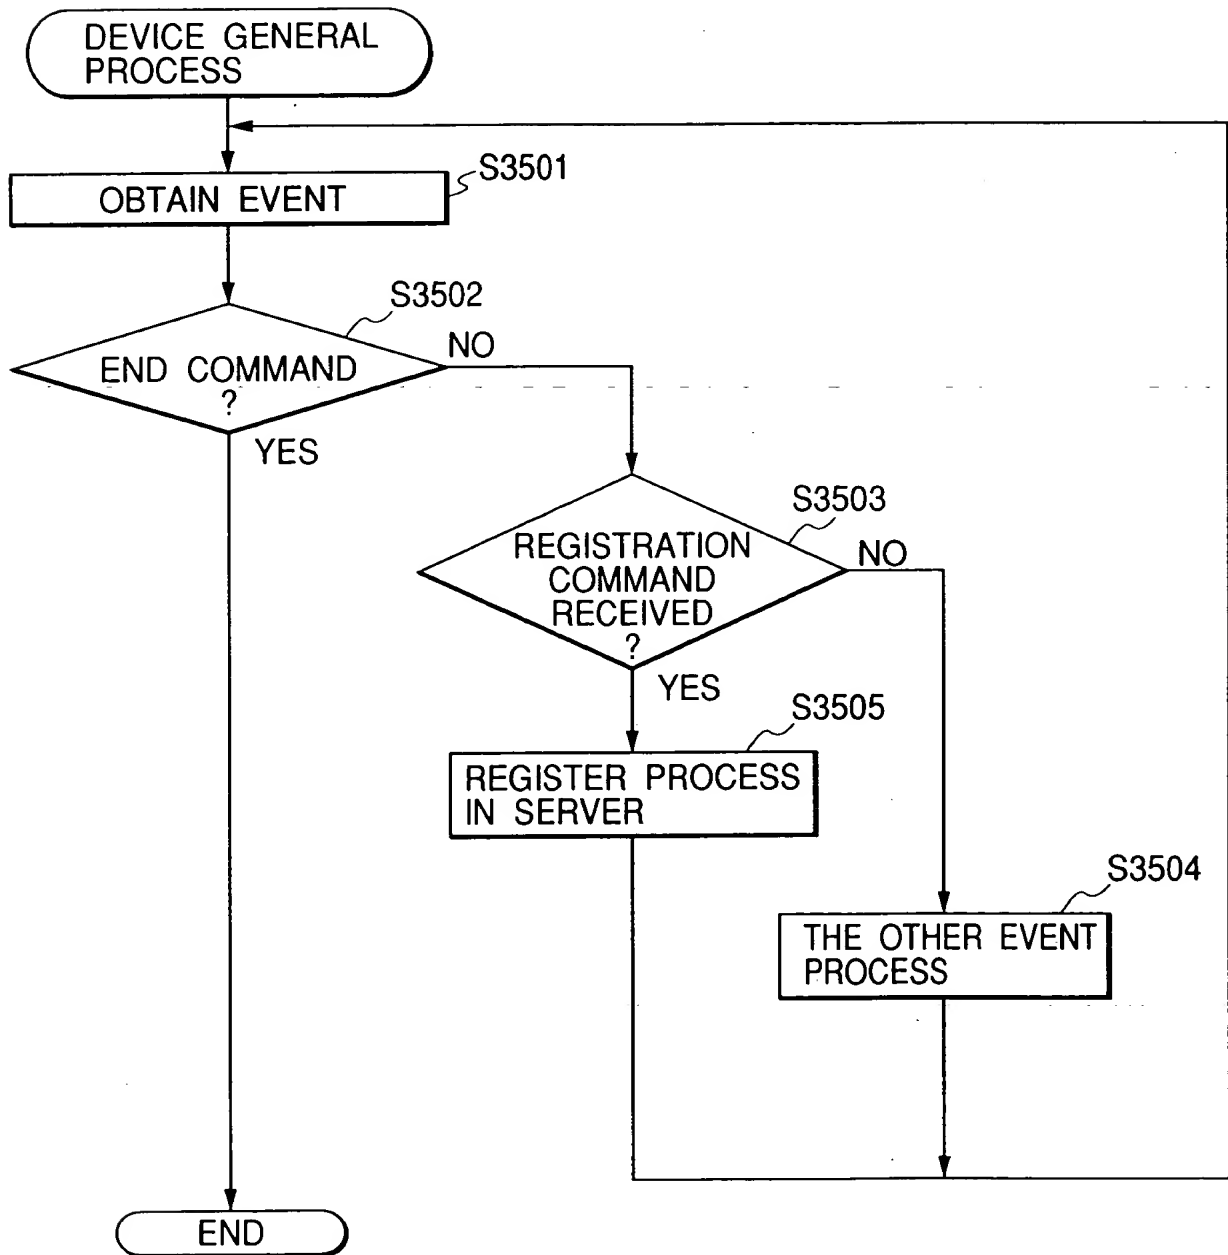 DEVICE GENERAL
PROCESS
S3501
OBTAIN EVENT
S3502
END COMMAND
?
NO
YES
S3503
REGISTRATION
COMMAND
RECEIVED
?
NO
YES
S3505
REGISTER PROCESS
IN SERVER
S3504
THE OTHER EVENT
PROCESS
END